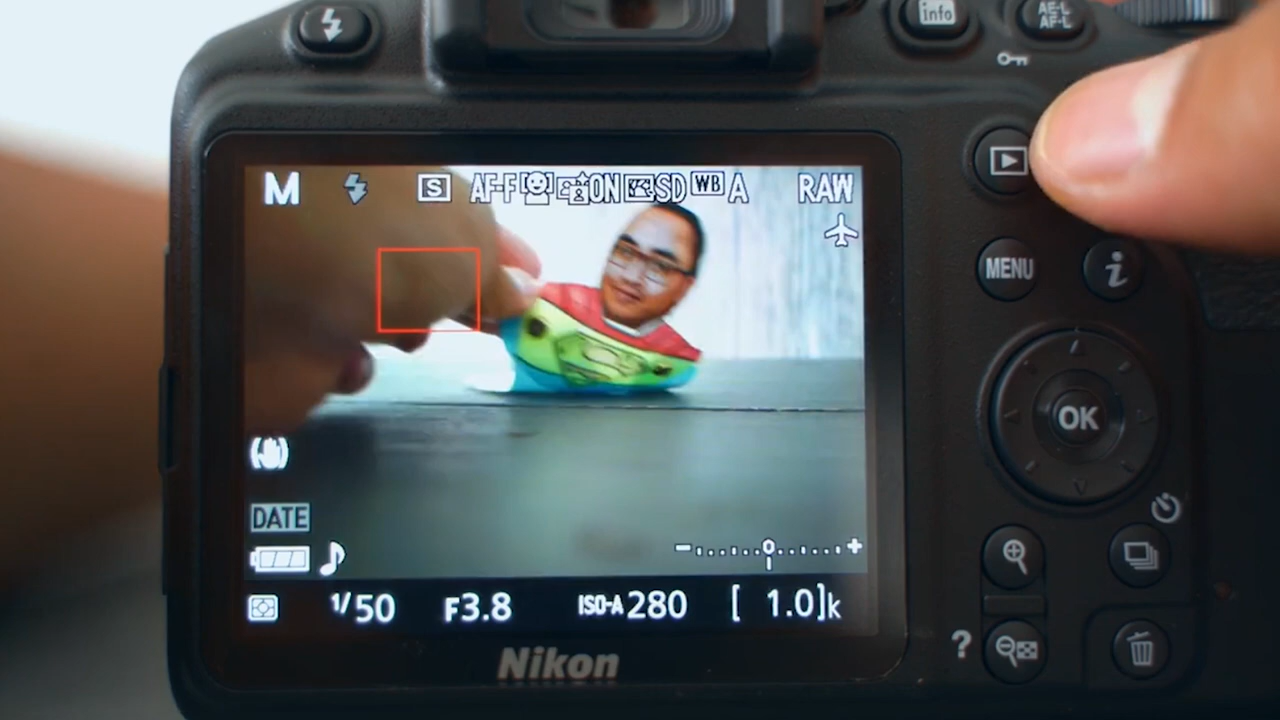 info
AE-L
AF-L
M S AF-F ON SD WB A RAW
MENU i
OK
DATE
- 0 +
1/50 F3.8 ISO-A 280 [ 1.0]k
?
Nikon